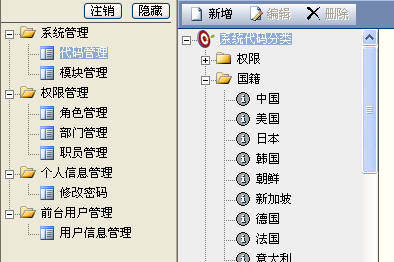 注销 隐藏
系统管理
代码管理
模块管理
权限管理
角色管理
部门管理
职员管理
个人信息管理
修改密码
前台用户管理
用户信息管理
新增 编辑 删除
系统代码分类
权限
国籍
中国
美国
日本
韩国
朝鲜
新加坡
德国
法国
意大利